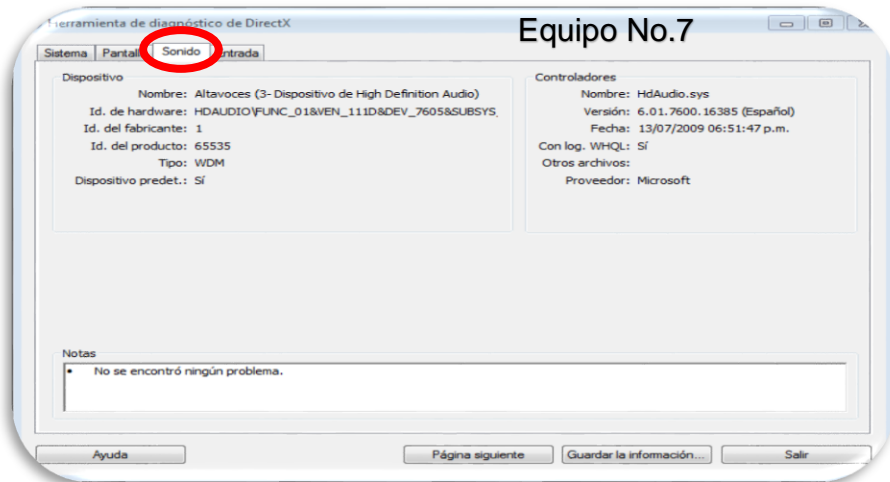 Herramienta de diagnóstico de DirectX
Equipo No.7
Sistema Pantalla Sonido Entrada
Dispositivo
Nombre: Altavoces (3- Dispositivo de High Definition Audio)
Id. de hardware: HDAUDIO\FUNC_01&VEN_111D&DEV_7605&SUBSYS_
Id. del fabricante: 1
Id. del producto: 65535
Tipo: WDM
Dispositivo predet.: Sí
Controladores
Nombre: HdAudio.sys
Versión: 6.01.7600.16385 (Español)
Fecha: 13/07/2009 06:51:47 p.m.
Con log. WHQL: Sí
Otros archivos:
Proveedor: Microsoft
Notas
• No se encontró ningún problema.
Ayuda Página siguiente Guardar la información... Salir